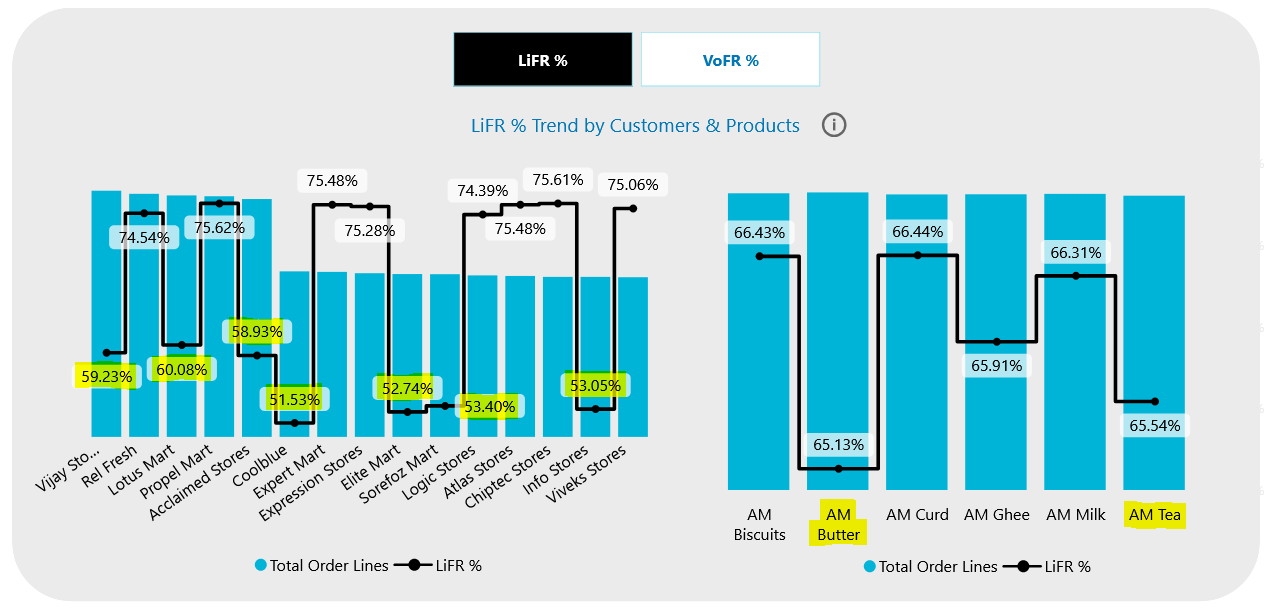 LiFR %
VoFR %
LiFR % Trend by Customers & Products
i
75.48%
74.39%
75.61%
75.06%
74.54%
75.62%
75.28%
75.48%
58.93%
59.23%
60.08%
51.53%
52.74%
53.40%
53.05%
Vijay Sto...
Rel Fresh
Lotus Mart
Propel Mart
Acclaimed Stores
Coolblue
Expert Mart
Expression Stores
Elite Mart
Sorefoz Mart
Logic Stores
Atlas Stores
Chiptec Stores
Info Stores
Viveks Stores
Total Order Lines
LiFR %
66.43%
65.13%
66.44%
65.91%
66.31%
65.54%
AM
Biscuits
AM
Butter
AM Curd
AM Ghee
AM Milk
AM Tea
Total Order Lines
LiFR %